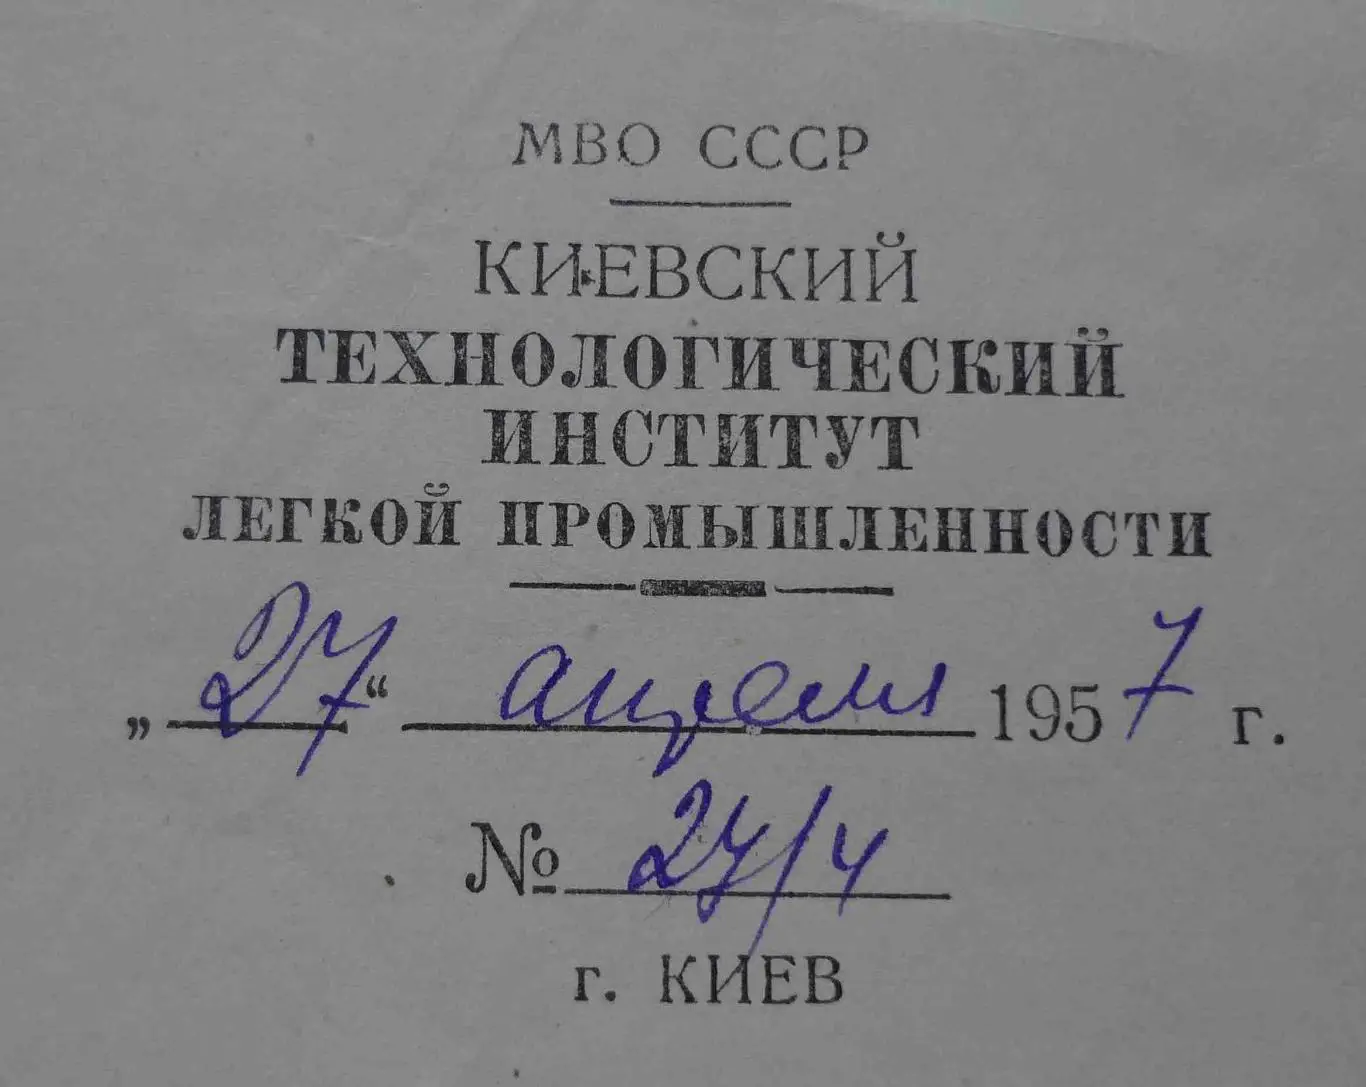 МВО СССР
КИЕВСКИЙ
ТЕХНОЛОГИЧЕСКИЙ
ИНСТИТУТ
ЛЕГКОЙ ПРОМЫШЛЕННОСТИ
„27“ апреля 1957 г.
№ 27/4
г. КИЕВ